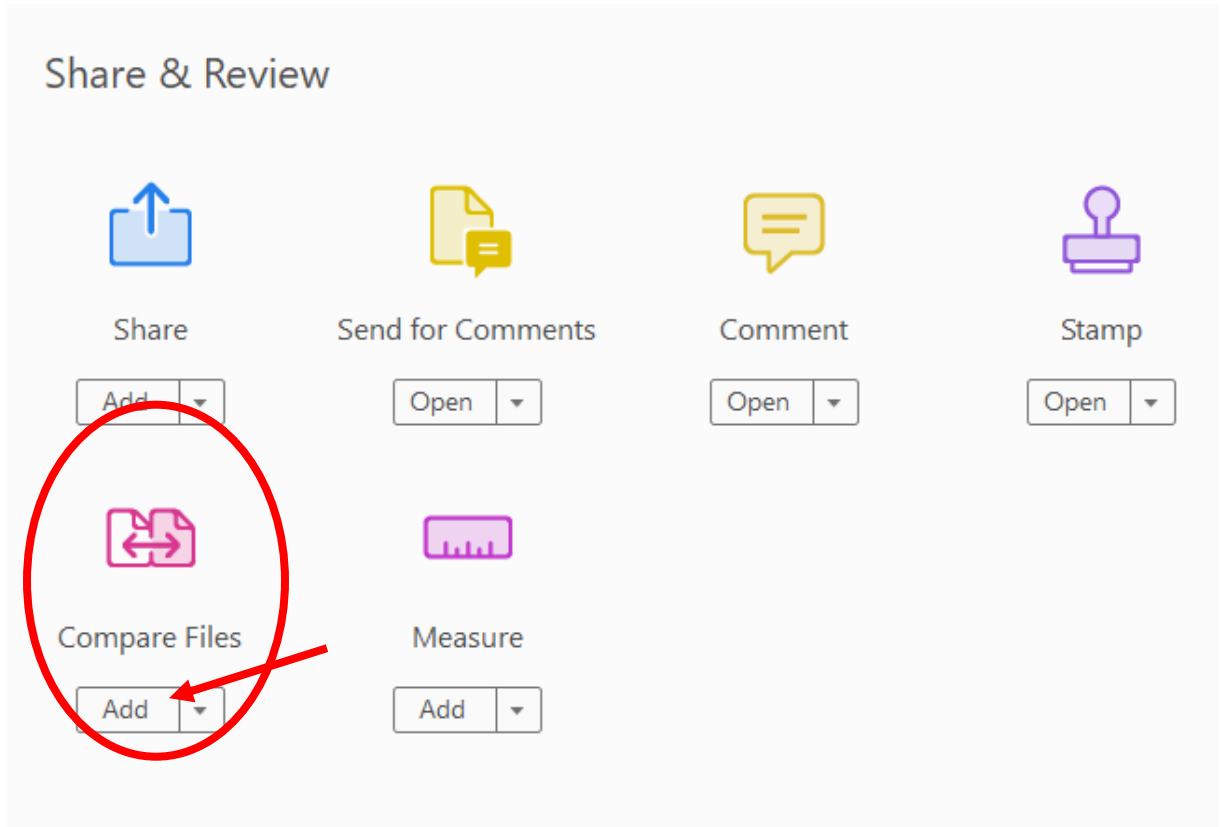 Share & Review
Share
Send for Comments
Comment
Stamp
Add
Open
Open
Open
Compare Files
Measure
Add
Add